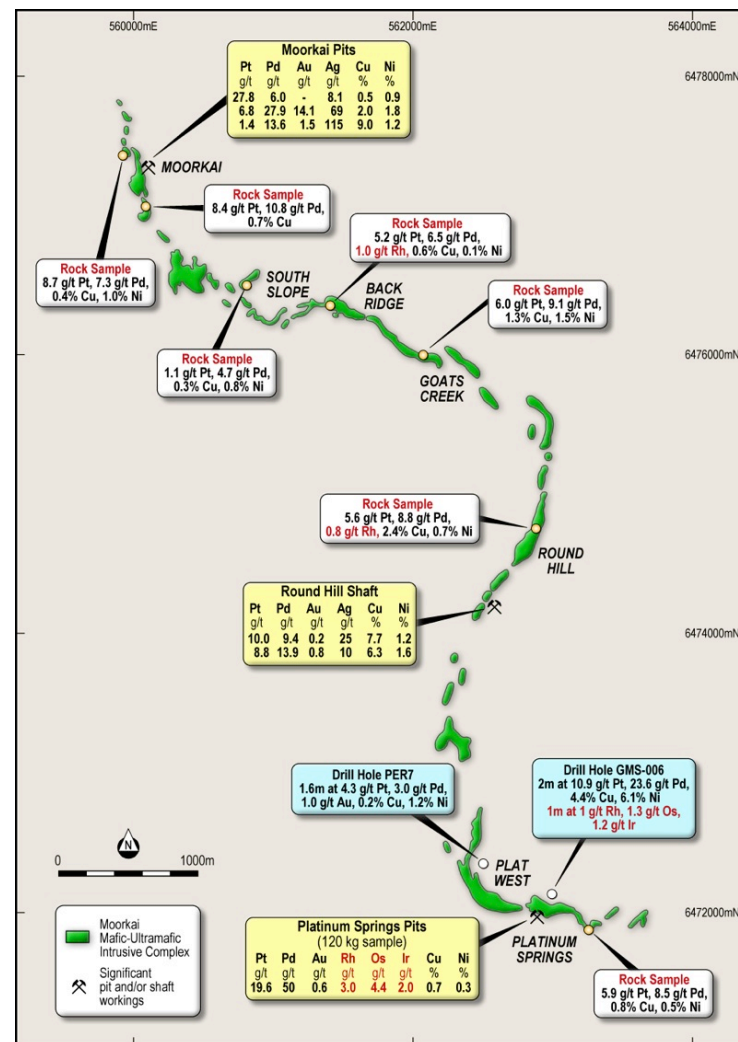 560000mE
562000mE
564000mE
6478000mN
Moorkai Pits
Pt Pd Au Ag Cu Ni
g/t g/t g/t g/t % %
27.8 6.0 - 8.1 0.5 0.9
6.8 27.9 14.1 69 2.0 1.8
1.4 13.6 1.5 115 9.0 1.2
MOORKAI
Rock Sample
8.4 g/t Pt, 10.8 g/t Pd,
0.7% Cu
Rock Sample
8.7 g/t Pt, 7.3 g/t Pd,
0.4% Cu, 1.0% Ni
SOUTH
SLOPE
Rock Sample
5.2 g/t Pt, 6.5 g/t Pd,
1.0 g/t Rh, 0.6% Cu, 0.1% Ni
BACK
RIDGE
Rock Sample
6.0 g/t Pt, 9.1 g/t Pd,
1.3% Cu, 1.5% Ni
6476000mN
Rock Sample
1.1 g/t Pt, 4.7 g/t Pd,
0.3% Cu, 0.8% Ni
GOATS
CREEK
Rock Sample
5.6 g/t Pt, 8.8 g/t Pd,
0.8 g/t Rh, 2.4% Cu, 0.7% Ni
ROUND
HILL
Round Hill Shaft
Pt Pd Au Ag Cu Ni
g/t g/t g/t g/t % %
10.0 9.4 0.2 25 7.7 1.2
8.8 13.9 0.8 10 6.3 1.6
6474000mN
Drill Hole PER7
1.6m at 4.3 g/t Pt, 3.0 g/t Pd,
1.0 g/t Au, 0.2% Cu, 1.2% Ni
Drill Hole GMS-006
2m at 10.9 g/t Pt, 23.6 g/t Pd,
4.4% Cu, 6.1% Ni
1m at 1 g/t Rh, 1.3 g/t Os,
1.2 g/t Ir
PLAT
WEST
N
0 1000m
6472000mN
Moorkai
Mafic-Ultramafic
Intrusive Complex
Significant
pit and/or shaft
workings
Platinum Springs Pits
(120 kg sample)
Pt Pd Au Rh Os Ir Cu Ni
g/t g/t g/t g/t g/t g/t % %
19.6 50 0.6 3.0 4.4 2.0 0.7 0.3
PLATINUM
SPRINGS
Rock Sample
5.9 g/t Pt, 8.5 g/t Pd,
0.8% Cu, 0.5% Ni